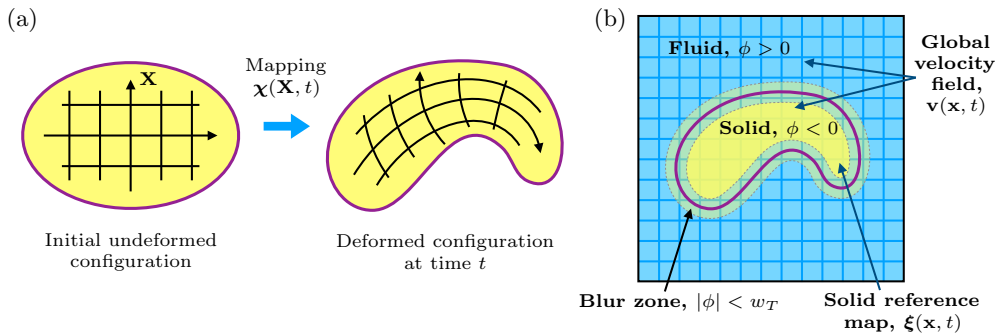 (a)
X
Mapping
χ(X, t)
Initial undeformed
configuration
Deformed configuration
at time t
(b)
Fluid, ϕ > 0
Solid, ϕ < 0
Global
velocity
field,
v(x, t)
Blur zone, |ϕ| < w_T
Solid reference
map, ξ(x, t)